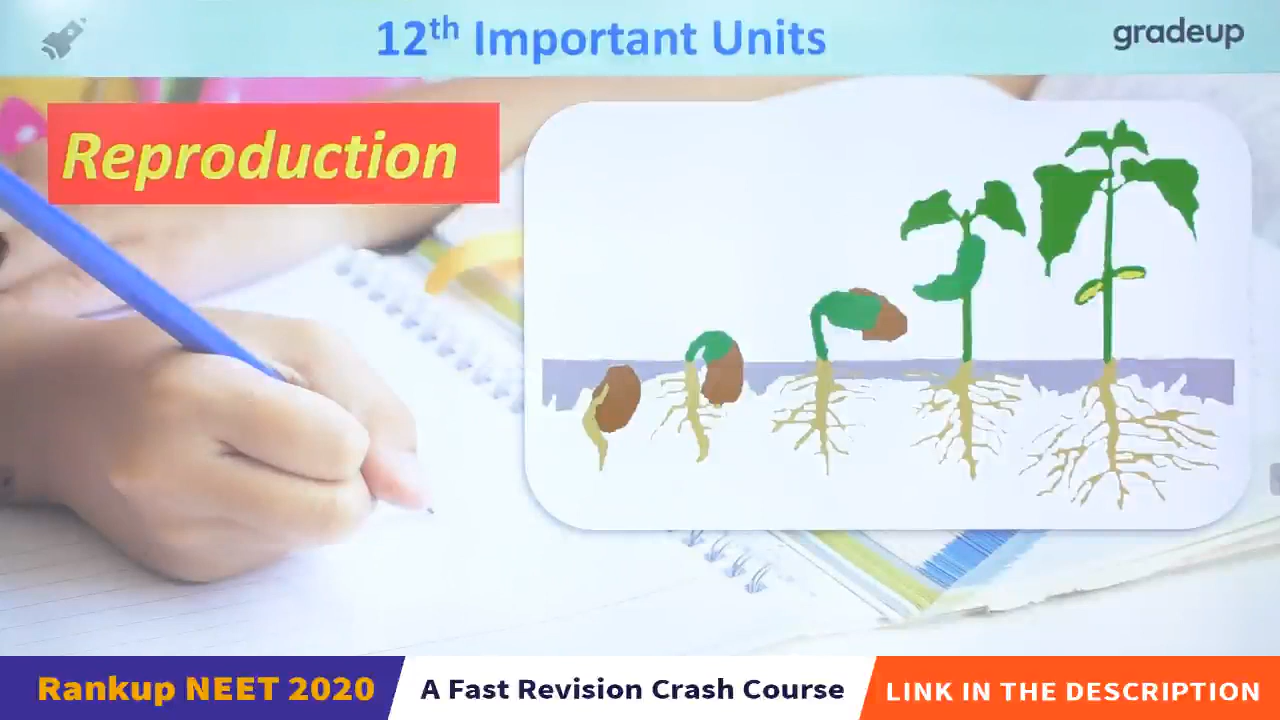 12th Important Units
gradeup
Reproduction
Rankup NEET 2020
A Fast Revision Crash Course
LINK IN THE DESCRIPTION